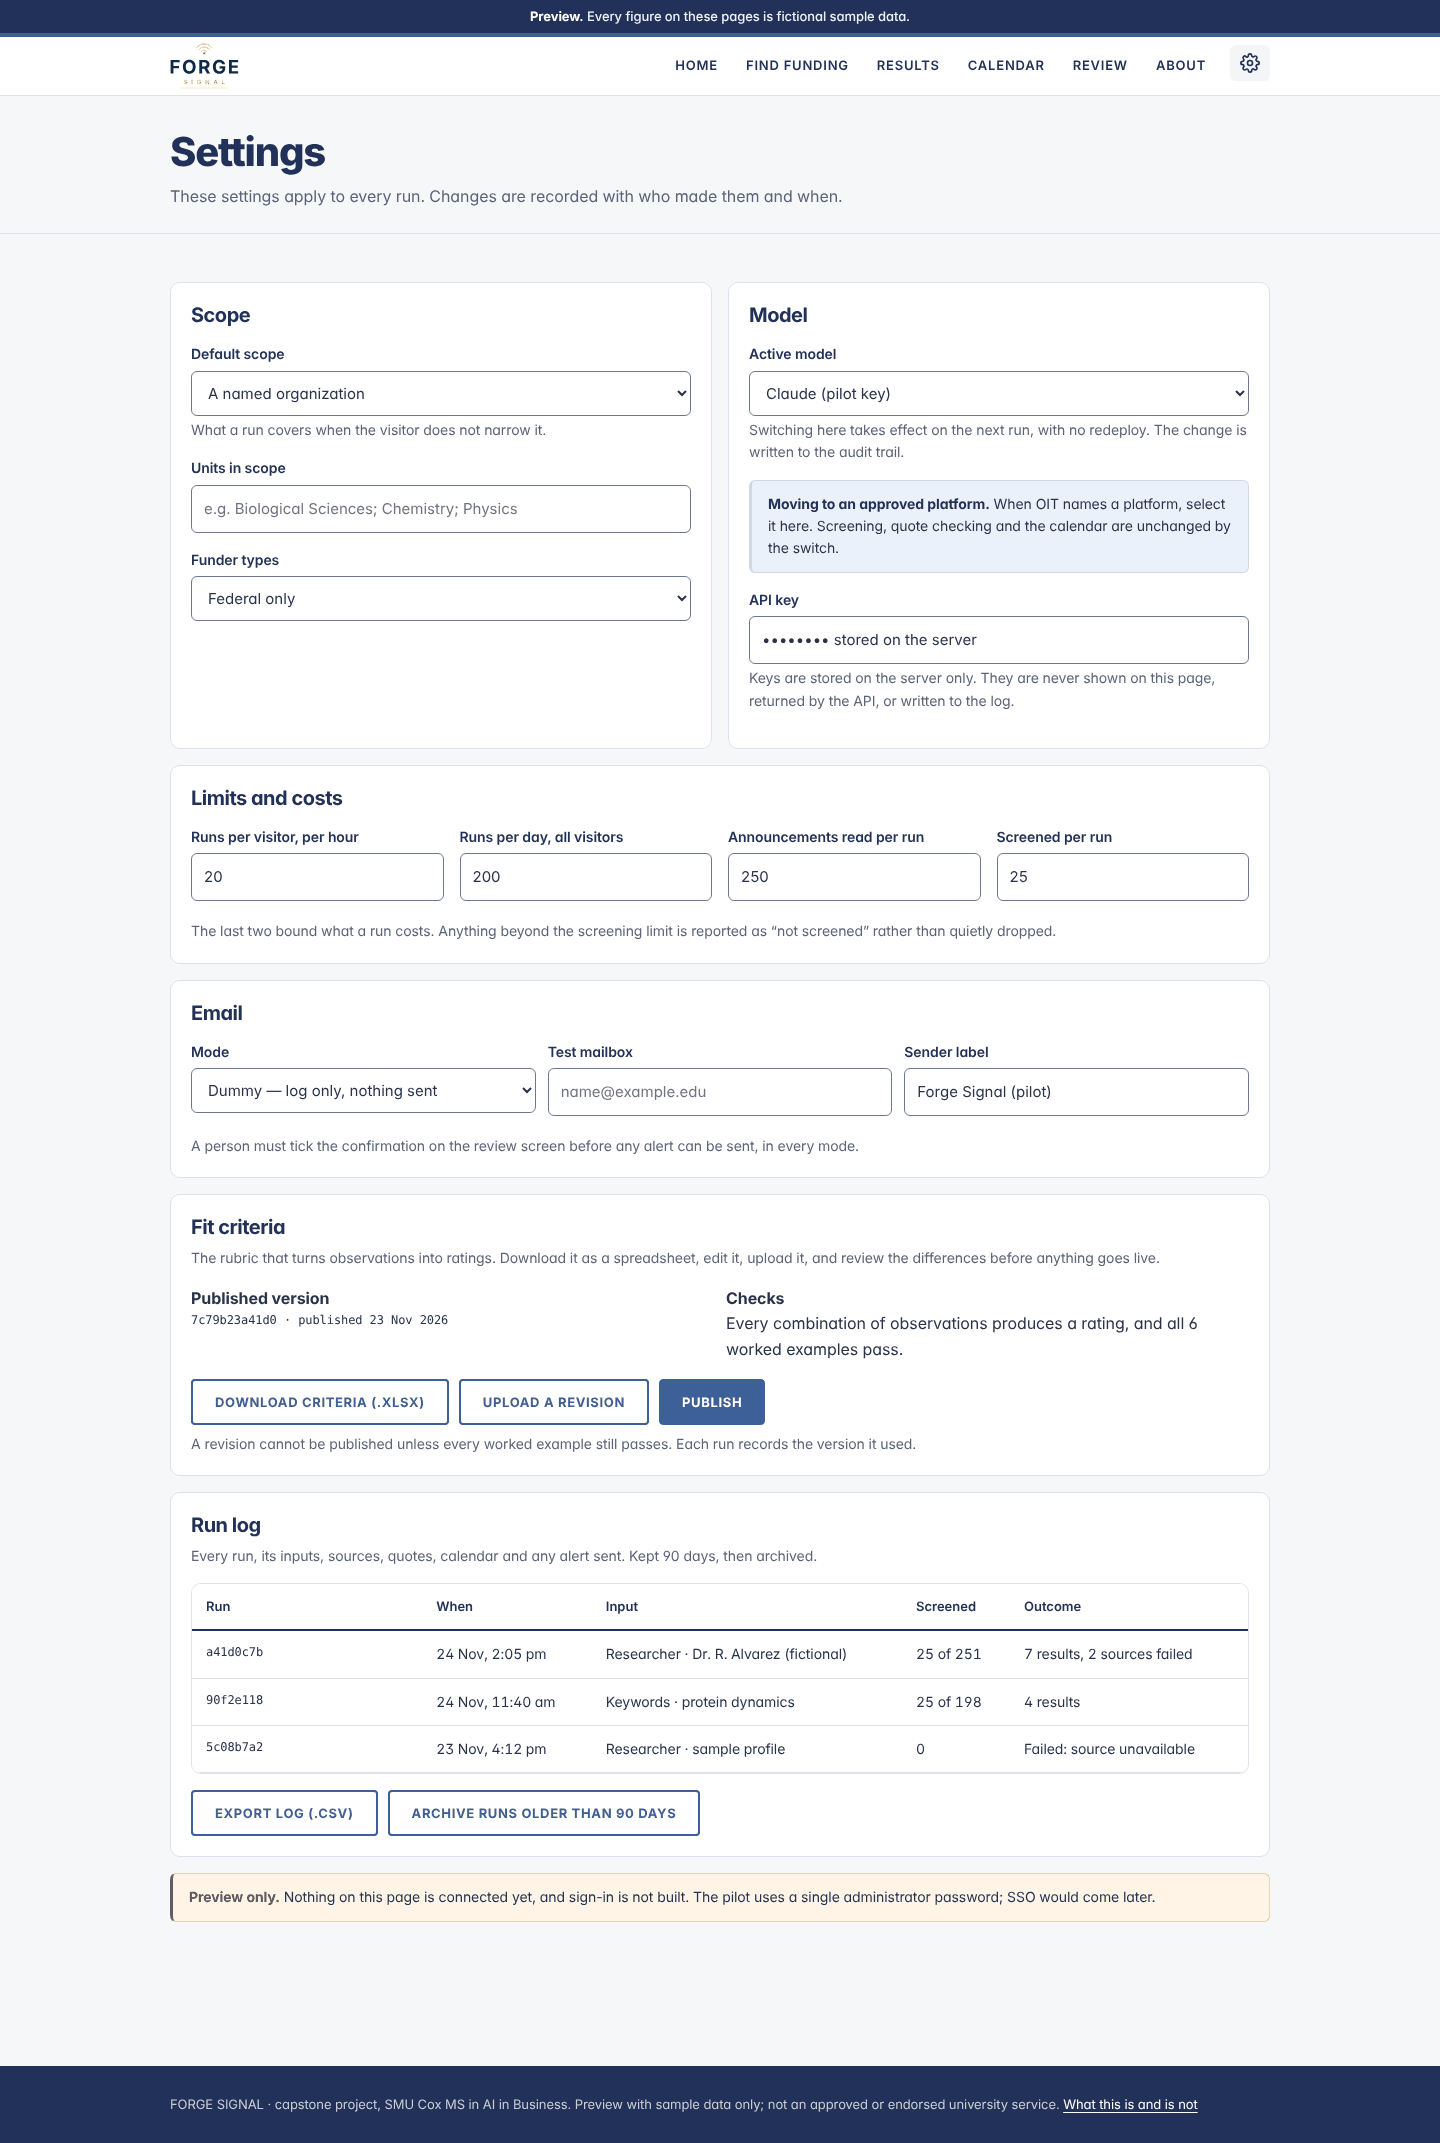 Preview. Every figure on these pages is fictional sample data.
FORGE
SIGNAL
HOME FIND FUNDING RESULTS CALENDAR REVIEW ABOUT
Settings
These settings apply to every run. Changes are recorded with who made them and when.
Scope
Default scope
A named organization
What a run covers when the visitor does not narrow it.
Units in scope
e.g. Biological Sciences; Chemistry; Physics
Funder types
Federal only
Model
Active model
Claude (pilot key)
Switching here takes effect on the next run, with no redeploy. The change is
written to the audit trail.
Moving to an approved platform. When OIT names a platform, select
it here. Screening, quote checking and the calendar are unchanged by
the switch.
API key
•••••••• stored on the server
Keys are stored on the server only. They are never shown on this page,
returned by the API, or written to the log.
Limits and costs
Runs per visitor, per hour
20
Runs per day, all visitors
200
Announcements read per run
250
Screened per run
25
The last two bound what a run costs. Anything beyond the screening limit is reported as “not screened” rather than quietly dropped.
Email
Mode
Dummy — log only, nothing sent
Test mailbox
name@example.edu
Sender label
Forge Signal (pilot)
A person must tick the confirmation on the review screen before any alert can be sent, in every mode.
Fit criteria
The rubric that turns observations into ratings. Download it as a spreadsheet, edit it, upload it, and review the differences before anything goes live.
Published version
7c79b23a41d0 · published 23 Nov 2026
Checks
Every combination of observations produces a rating, and all 6
worked examples pass.
DOWNLOAD CRITERIA (.XLSX) UPLOAD A REVISION PUBLISH
A revision cannot be published unless every worked example still passes. Each run records the version it used.
Run log
Every run, its inputs, sources, quotes, calendar and any alert sent. Kept 90 days, then archived.
Run When Input Screened Outcome
a41d0c7b 24 Nov, 2:05 pm Researcher · Dr. R. Alvarez (fictional) 25 of 251 7 results, 2 sources failed
90f2e118 24 Nov, 11:40 am Keywords · protein dynamics 25 of 198 4 results
5c08b7a2 23 Nov, 4:12 pm Researcher · sample profile 0 Failed: source unavailable
EXPORT LOG (.CSV) ARCHIVE RUNS OLDER THAN 90 DAYS
Preview only. Nothing on this page is connected yet, and sign-in is not built. The pilot uses a single administrator password; SSO would come later.
FORGE SIGNAL · capstone project, SMU Cox MS in AI in Business. Preview with sample data only; not an approved or endorsed university service. What this is and is not